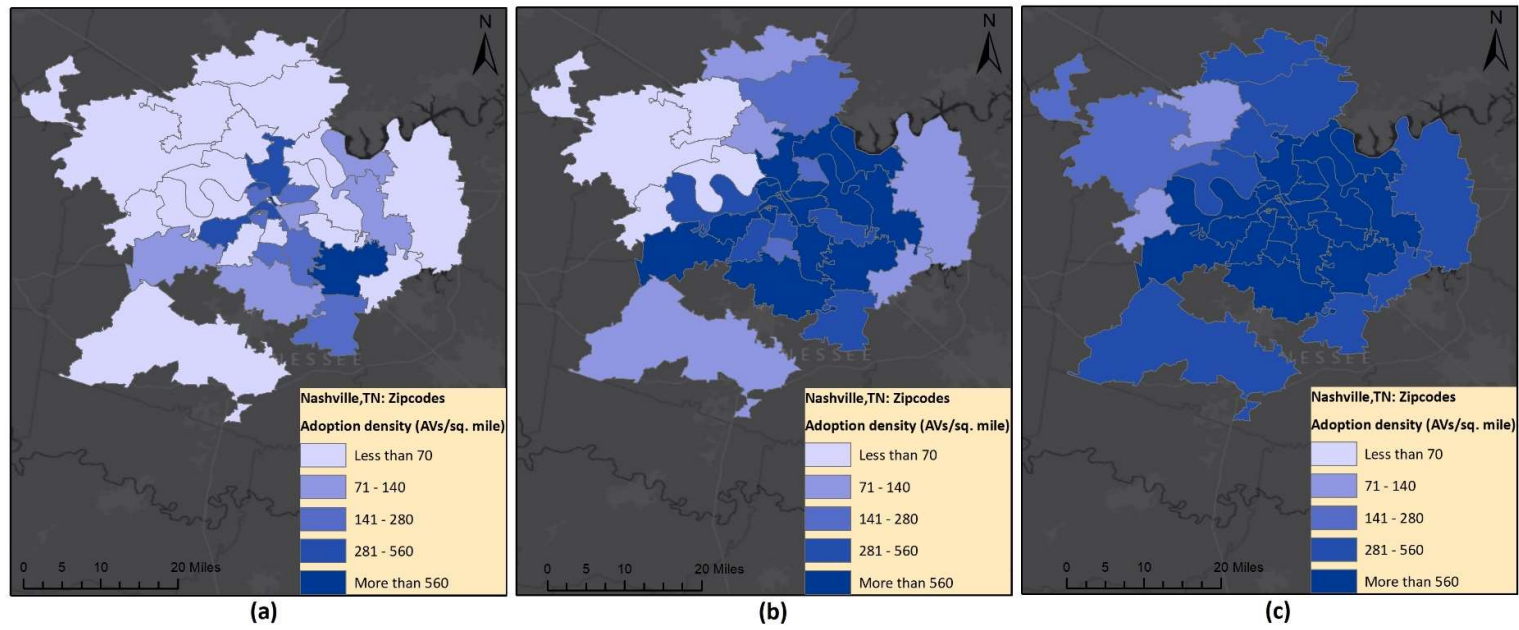 N
NESSEE
Nashville,TN: Zipcodes
Adoption density (AVs/sq. mile)
Less than 70
71 - 140
141 - 280
281 - 560
More than 560
0 5 10 20 Miles
(a)
N
NESSEE
Nashville,TN: Zipcodes
Adoption density (AVs/sq. mile)
Less than 70
71 - 140
141 - 280
281 - 560
More than 560
0 5 10 20 Miles
(b)
N
NESSEE
Nashville,TN: Zipcodes
Adoption density (AVs/sq. mile)
Less than 70
71 - 140
141 - 280
281 - 560
More than 560
0 5 10 20 Miles
(c)